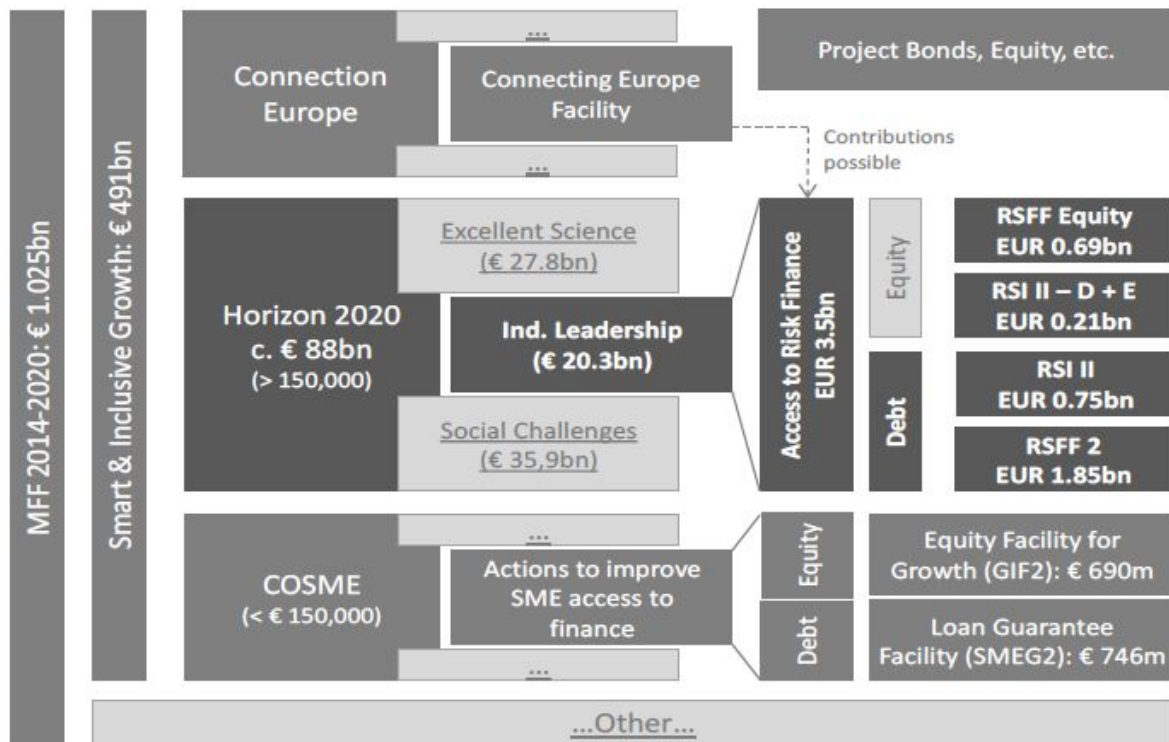 MFF 2014-2020: € 1.025bn
Smart & Inclusive Growth: € 491bn
Connection
Europe
...
Connecting Europe
Facility
...
Project Bonds, Equity, etc.
Contributions
possible
Horizon 2020
c. € 88bn
(> 150,000)
Excellent Science
(€ 27.8bn)
Ind. Leadership
(€ 20.3bn)
Social Challenges
(€ 35,9bn)
Access to Risk Finance
EUR 3.5bn
Equity
Debt
RSFF Equity
EUR 0.69bn
RSI II – D + E
EUR 0.21bn
RSI II
EUR 0.75bn
RSFF 2
EUR 1.85bn
COSME
(< € 150,000)
...
Actions to improve
SME access to
finance
...
Equity
Debt
Equity Facility for
Growth (GIF2): € 690m
Loan Guarantee
Facility (SMEG2): € 746m
...Other...